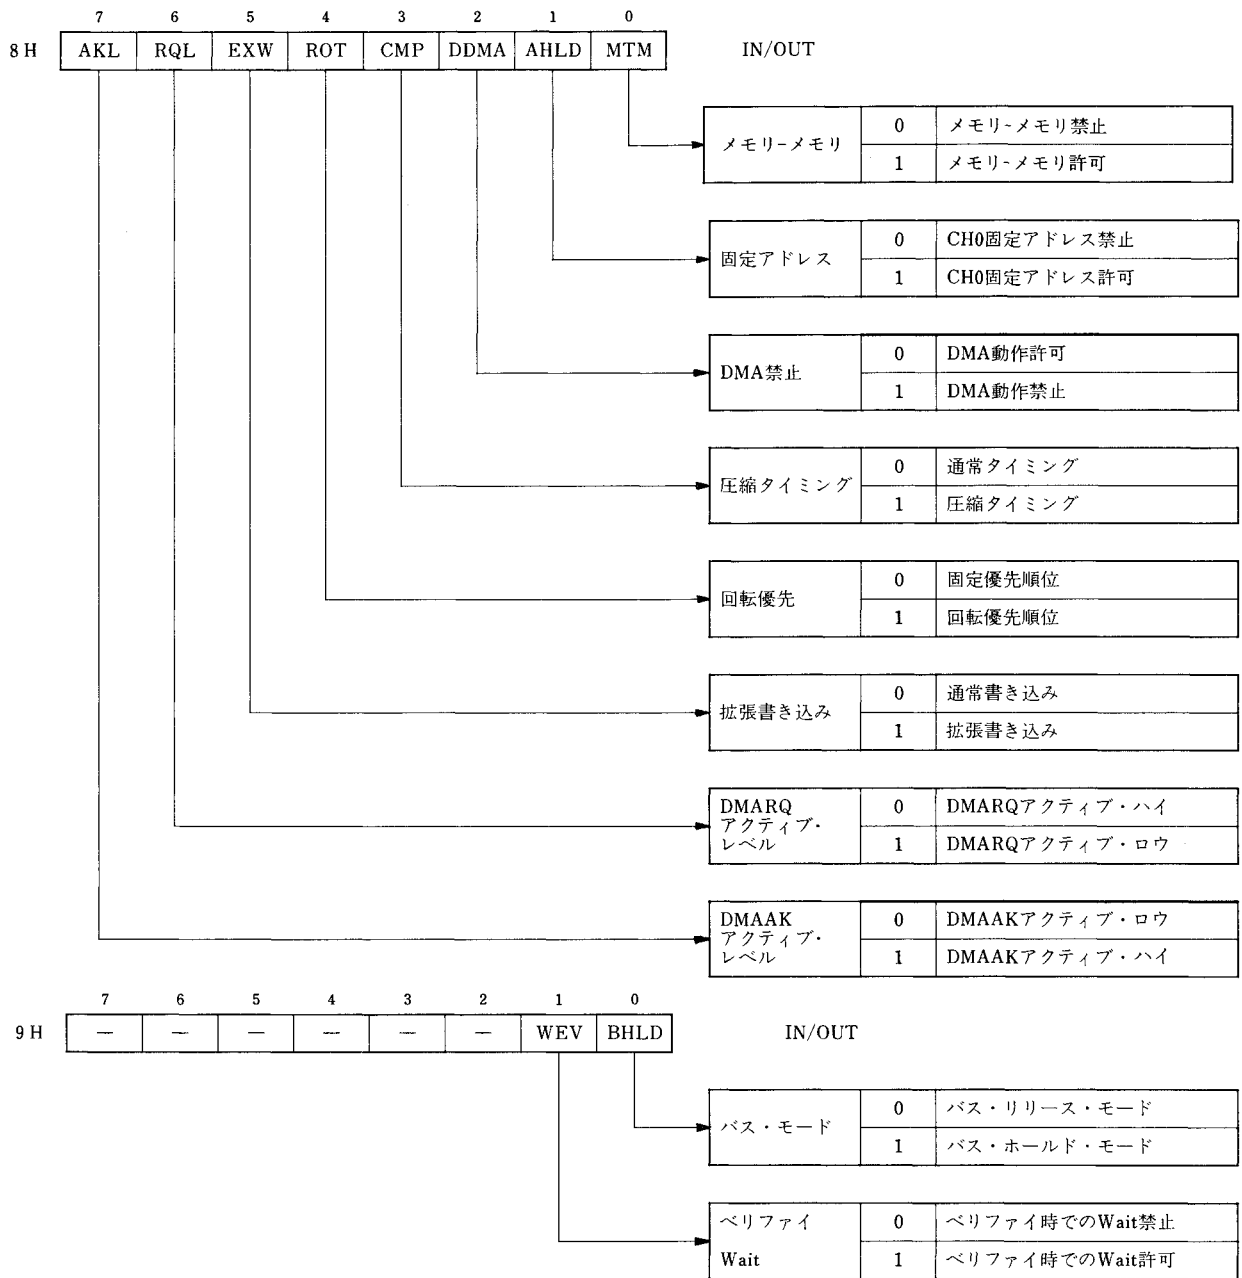 7 6 5 4 3 2 1 0
8H AKL RQL EXW ROT CMP DDMA AHLD MTM IN/OUT
メモリ-メモリ 0 メモリ-メモリ禁止
1 メモリ-メモリ許可
固定アドレス 0 CH0固定アドレス禁止
1 CH0固定アドレス許可
DMA禁止 0 DMA動作許可
1 DMA動作禁止
圧縮タイミング 0 通常タイミング
1 圧縮タイミング
回転優先 0 固定優先順位
1 回転優先順位
拡張書き込み 0 通常書き込み
1 拡張書き込み
DMARQ
アクティブ・
レベル
0 DMARQアクティブ・ハイ
1 DMARQアクティブ・ロウ
DMAAK
アクティブ・
レベル
0 DMAAKアクティブ・ロウ
1 DMAAKアクティブ・ハイ
7 6 5 4 3 2 1 0
9H — — — — — — WEV BHLD IN/OUT
バス・モード 0 バス・リリース・モード
1 バス・ホールド・モード
ベリファイ 0 ベリファイ時でのWait禁止
Wait 1 ベリファイ時でのWait許可